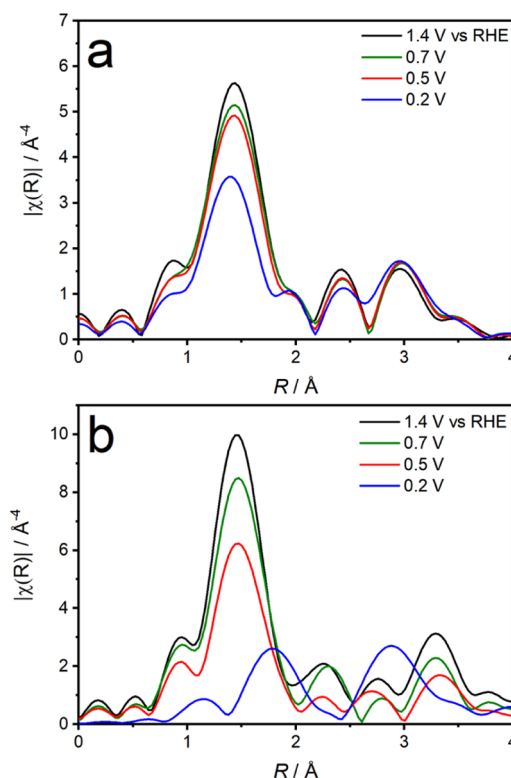 a
1.4 V vs RHE
0.7 V
0.5 V
0.2 V
7
6
5
4
3
2
1
0
|χ(R)| / Å⁻⁴
0 1 2 3 4
R / Å
b
1.4 V vs RHE
0.7 V
0.5 V
0.2 V
10
8
6
4
2
0
|χ(R)| / Å⁻⁴
0 1 2 3 4
R / Å